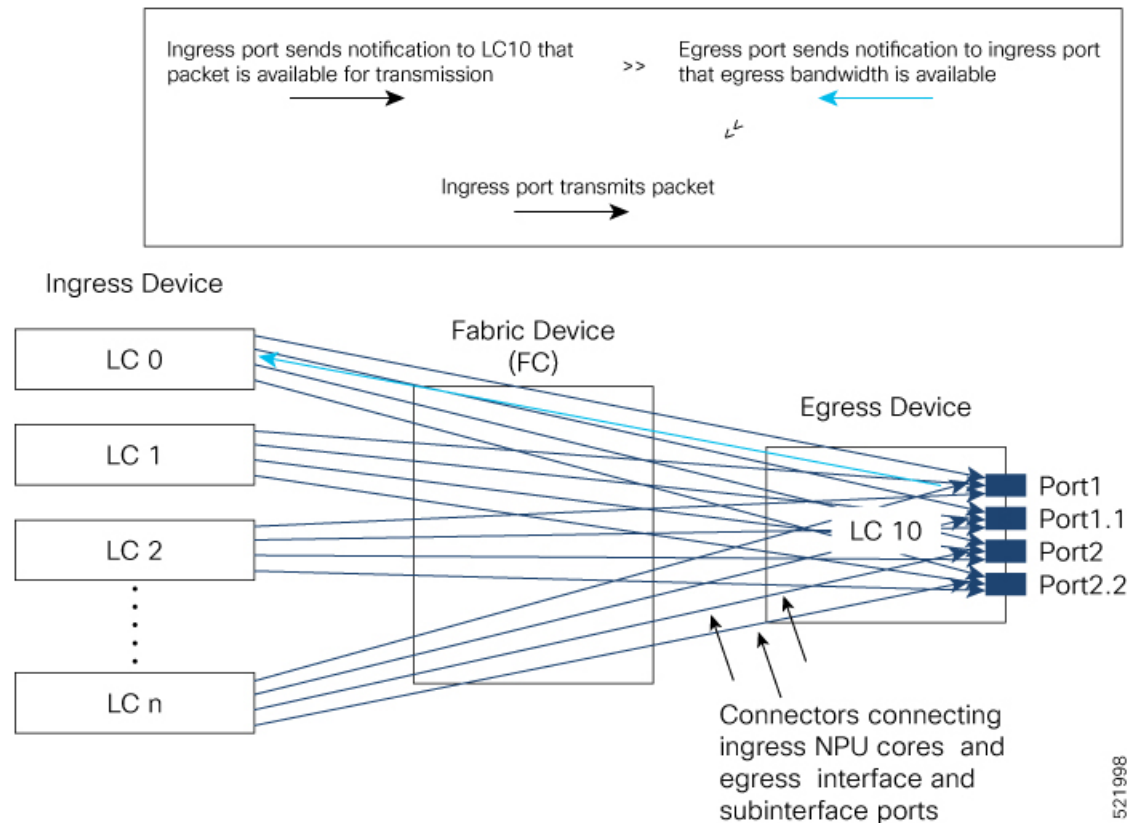 Ingress port sends notification to LC10 that
packet is available for transmission
>>
Egress port sends notification to ingress port
that egress bandwidth is available
>>
Ingress port transmits packet
Ingress Device
Fabric Device
(FC)
Egress Device
LC 0
LC 1
LC 2
LC n
LC 10
Port1
Port1.1
Port2
Port2.2
Connectors connecting
ingress NPU cores and
egress interface and
subinterface ports
521998